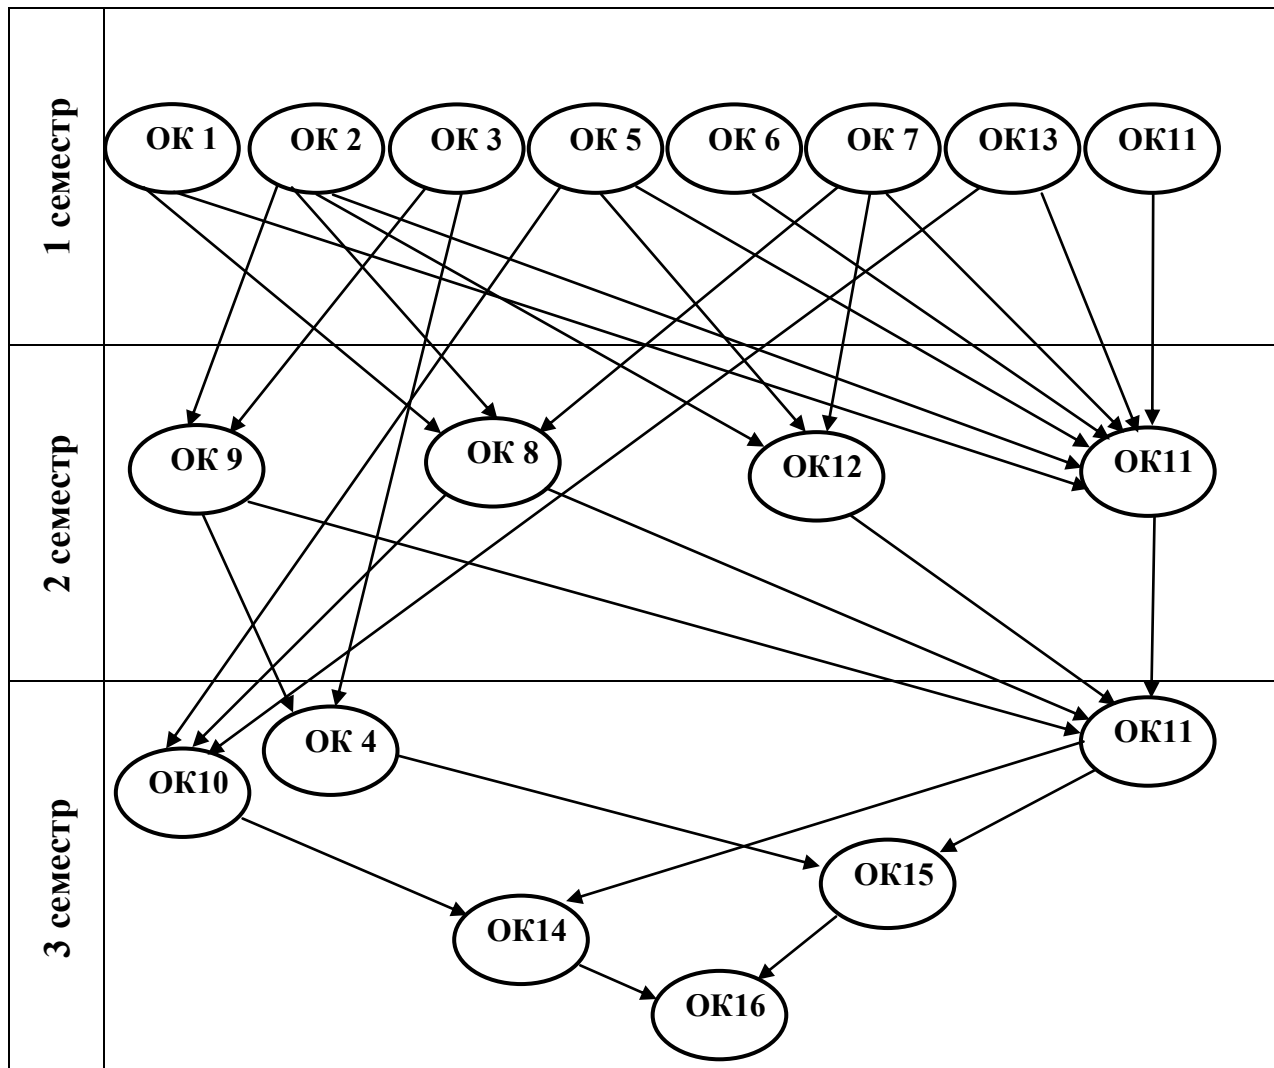 1 семестр
ОК 1
ОК 2
ОК 3
ОК 5
ОК 6
ОК 7
ОК13
ОК11
2 семестр
ОК 9
ОК 8
ОК12
ОК11
3 семестр
ОК10
ОК 4
ОК11
ОК15
ОК14
ОК16